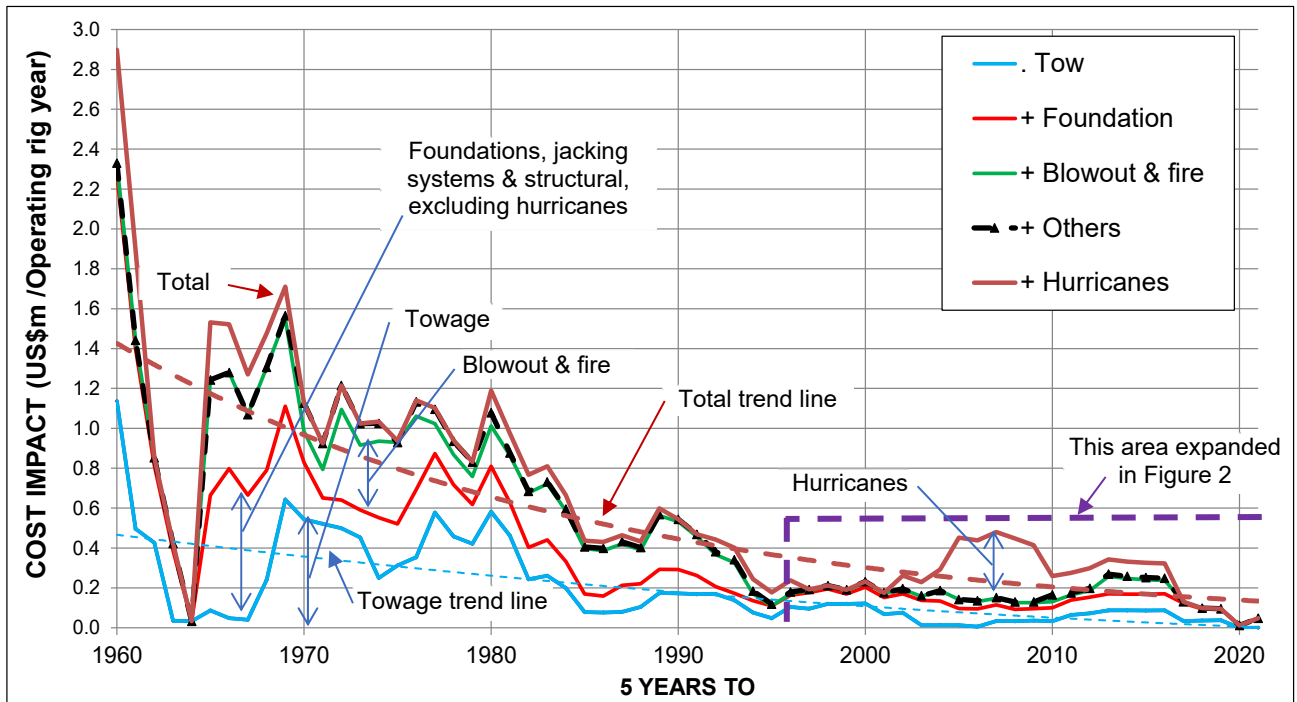 COST IMPACT (US$m /Operating rig year)
3.0
2.8
2.6
2.4
2.2
2.0
1.8
1.6
1.4
1.2
1.0
0.8
0.6
0.4
0.2
0.0
. Tow
+ Foundation
+ Blowout & fire
+ Others
+ Hurricanes
Foundations, jacking
systems & structural,
excluding hurricanes
Total
Towage
Blowout & fire
Total trend line
This area expanded
in Figure 2
Hurricanes
Towage trend line
1960
1970
1980
1990
2000
2010
2020
5 YEARS TO